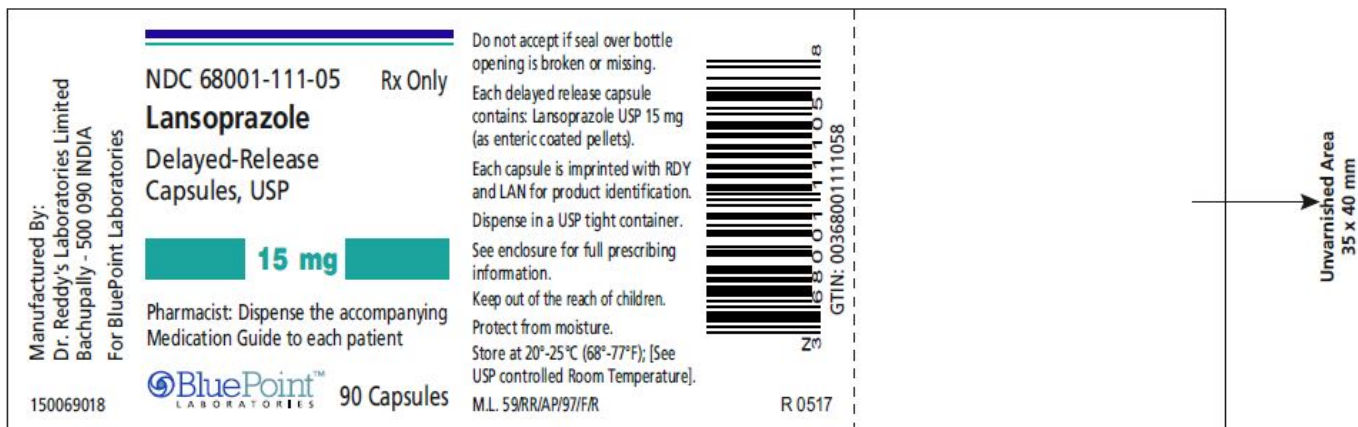 Manufactured By:
Dr. Reddy's Laboratories Limited
Bachupally - 500 090 INDIA
For BluePoint Laboratories
150069018
NDC 68001-111-05 Rx Only
Lansoprazole
Delayed-Release
Capsules, USP
15 mg
Pharmacist: Dispense the accompanying
Medication Guide to each patient
BluePoint™
LABORATORIES
90 Capsules
Do not accept if seal over bottle
opening is broken or missing.
Each delayed release capsule
contains: Lansoprazole USP 15 mg
(as enteric coated pellets).
Each capsule is imprinted with RDY
and LAN for product identification.
Dispense in a USP tight container.
See enclosure for full prescribing
information.
Keep out of the reach of children.
Protect from moisture.
Store at 20°-25°C (68°-77°F); [See
USP controlled Room Temperature].
M.L. 59/RR/AP/97/F/R R 0517
N 3 68001 11105 8
GTIN: 00368001111058
Unvarnished Area
35 x 40 mm